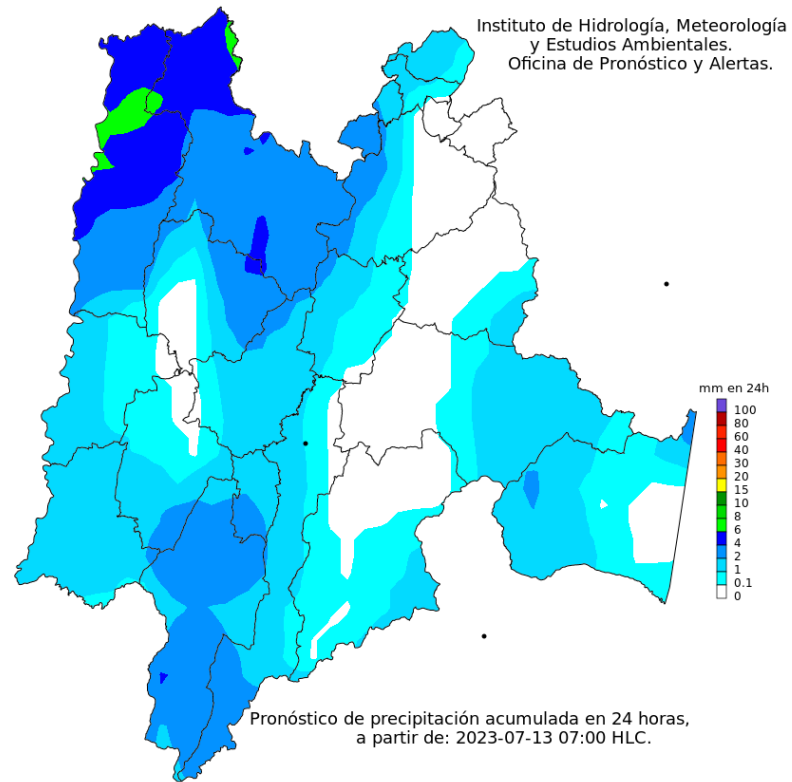 Instituto de Hidrología, Meteorología
y Estudios Ambientales.
Oficina de Pronóstico y Alertas.
mm en 24h
100
80
60
40
30
20
15
10
8
6
4
2
1
0.1
0
Pronóstico de precipitación acumulada en 24 horas,
a partir de: 2023-07-13 07:00 HLC.